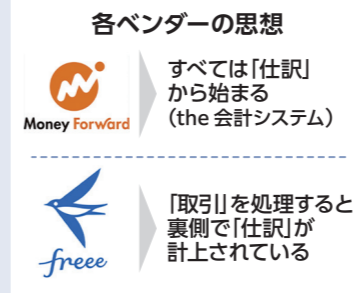 各ベンダーの思想
Money Forward
すべては「仕訳」
から始まる
（the 会計システム）
freee
「取引」を処理すると
裏側で「仕訳」が
計上されている